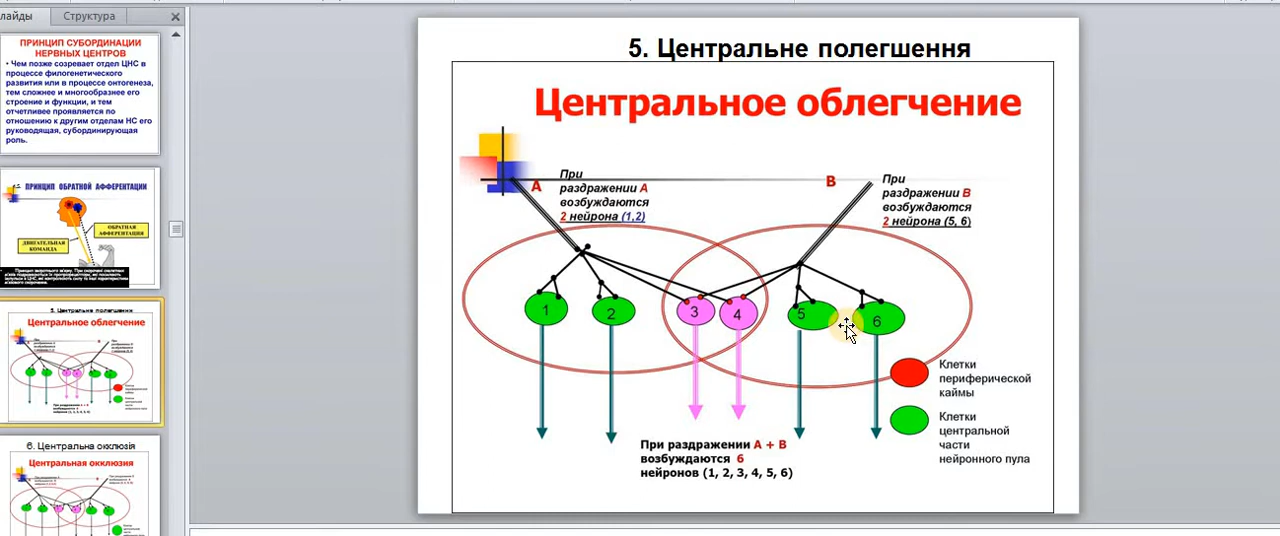 лайды
Структура
ПРИНЦИП СУБОРДИНАЦИИ
НЕРВНЫХ ЦЕНТРОВ
• Чем позже созревает отдел ЦНС в
процессе филогенетического
развития или в процессе онтогенеза,
тем сложнее и многообразнее его
строение и функции, и тем
отчетливее проявляется по
отношению к другим отделам НС его
руководящая, субординирующая
роль.
ПРИНЦИП ОБРАТНОЙ АФФЕРЕНТАЦИИ
ОБРАТНАЯ
АФФЕРЕНТАЦИЯ
ДВИГАТЕЛЬНАЯ
КОМАНДА
5. Центральне полегшення
Центральное облегчение
6. Центральна окклюзія
Центральная окклюзия
5. Центральне полегшення
Центральное облегчение
A
При
раздражении А
возбуждаются
2 нейрона (1,2)
B
При
раздражении В
возбуждаются
2 нейрона (5, 6)
1
2
3
4
5
6
Клетки
периферической
каймы
Клетки
центральной
части
нейронного пула
При раздражении А + В
возбуждаются 6
нейронов (1, 2, 3, 4, 5, 6)